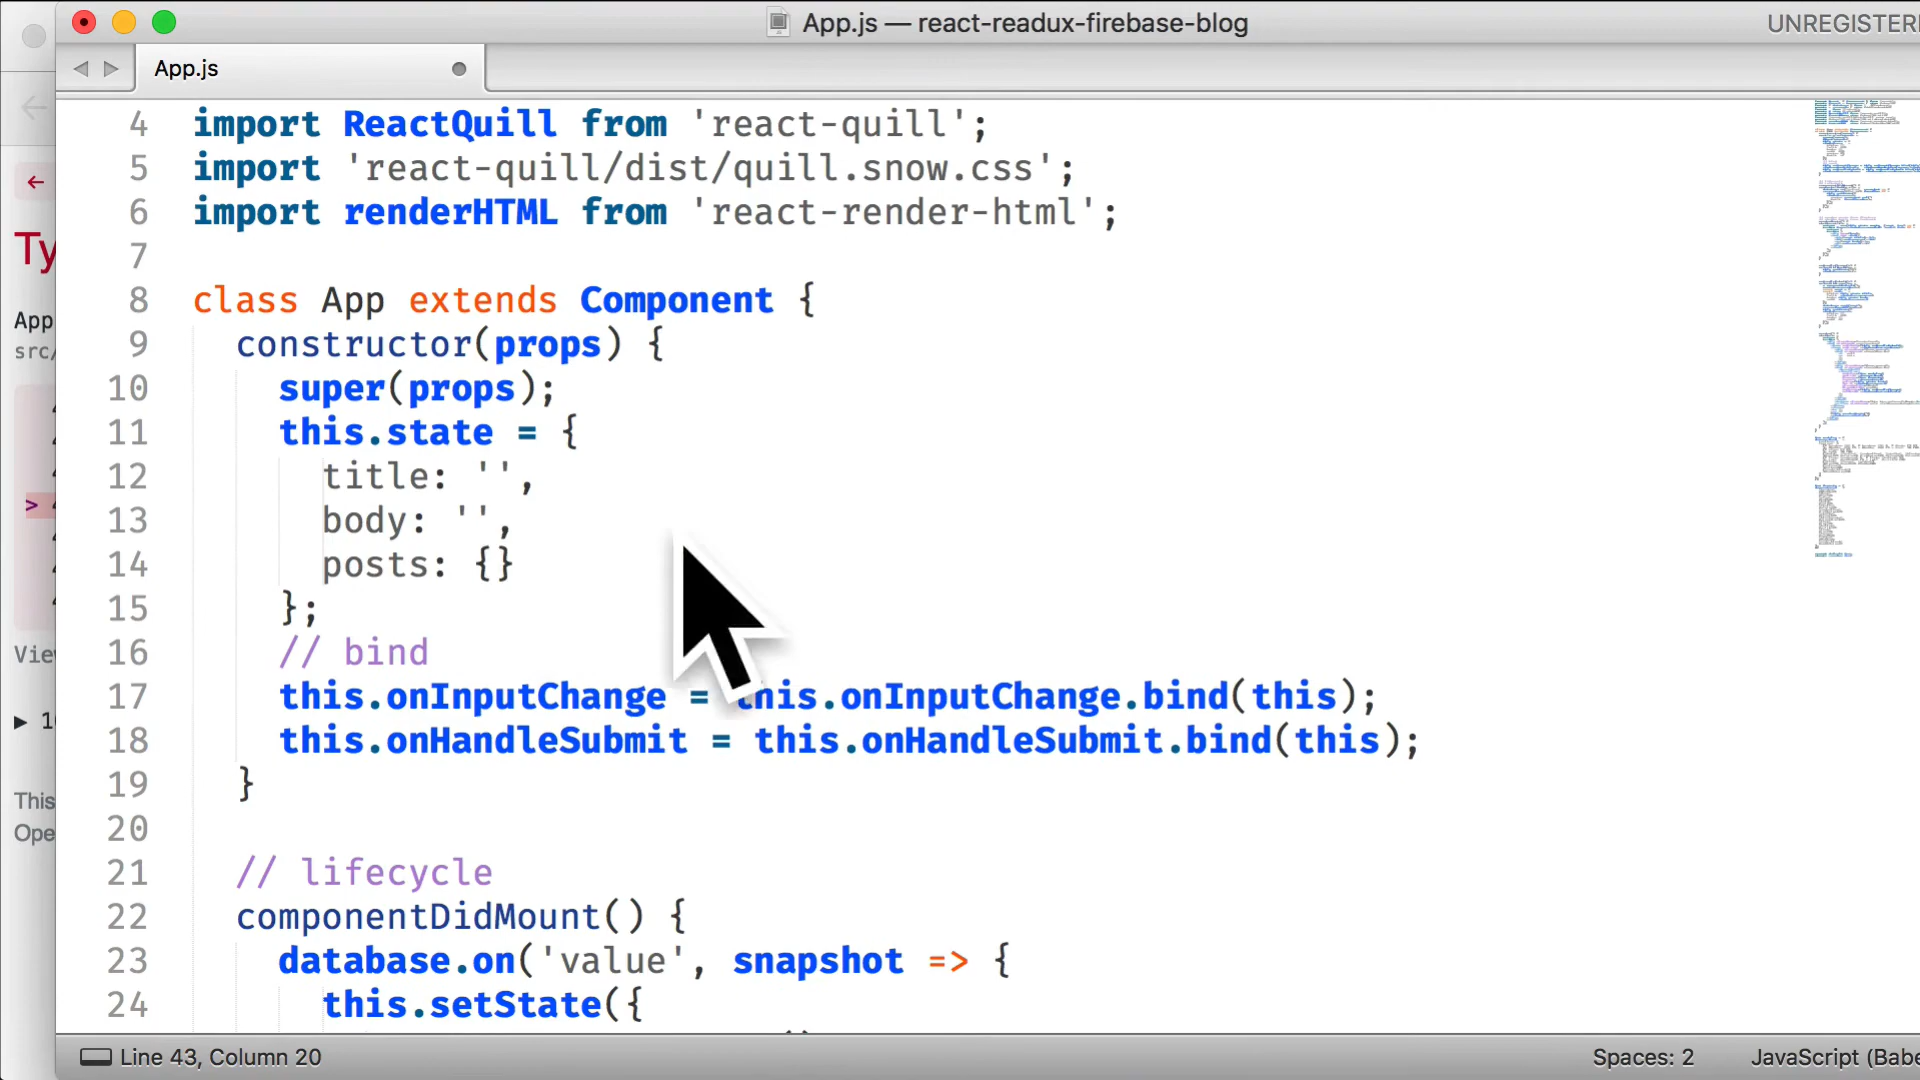 App.js — react-readux-firebase-blog
App.js
4 import ReactQuill from 'react-quill';
5 import 'react-quill/dist/quill.snow.css';
6 import renderHTML from 'react-render-html';
7
8 class App extends Component {
9 constructor(props) {
10 super(props);
11 this.state = {
12 title: '',
13 body: '',
14 posts: {}
15 };
16 // bind
17 this.onInputChange = this.onInputChange.bind(this);
18 this.onHandleSubmit = this.onHandleSubmit.bind(this);
19 }
20
21 // lifecycle
22 componentDidMount() {
23 database.on('value', snapshot => {
24 this.setState({
Line 43, Column 20
Spaces: 2
JavaScript (Babe
App
src/
This
Ope